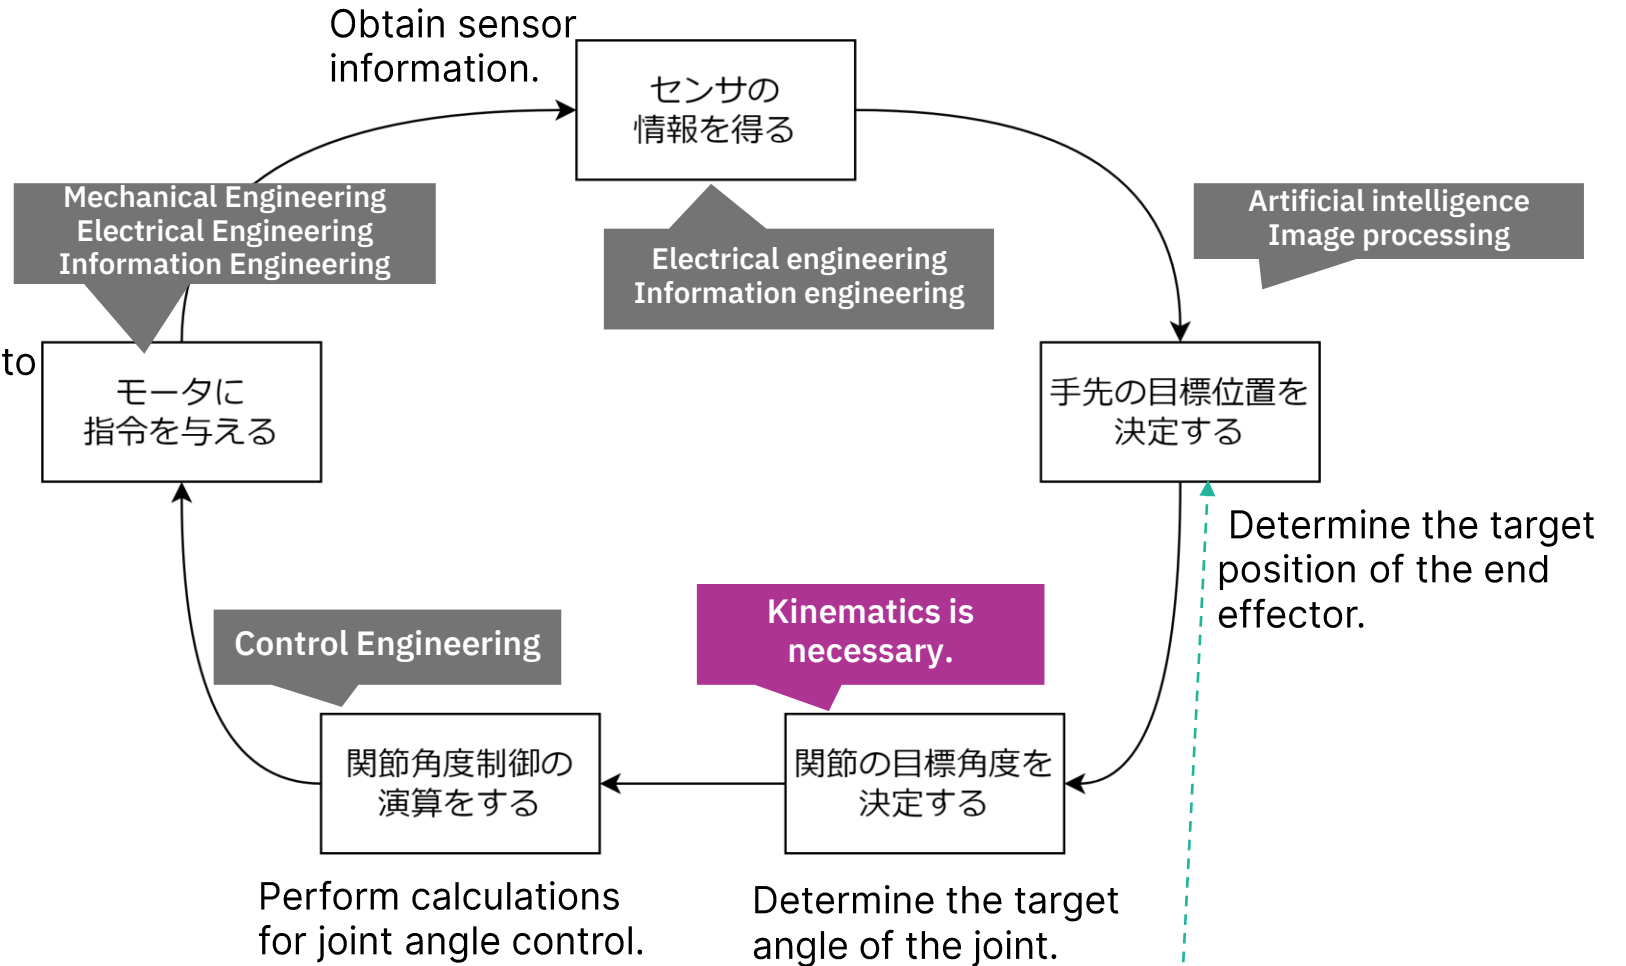 Obtain sensor
information.
センサの
情報を得る
Mechanical Engineering
Electrical Engineering
Information Engineering
Electrical engineering
Information engineering
Artificial intelligence
Image processing
to
モータに
指令を与える
手先の目標位置を
決定する
Determine the target
position of the end
effector.
Control Engineering
Kinematics is
necessary.
関節角度制御の
演算をする
関節の目標角度を
決定する
Perform calculations
for joint angle control.
Determine the target
angle of the joint.